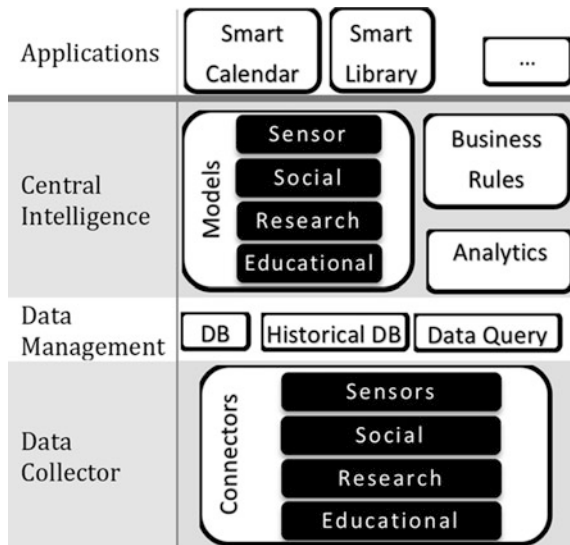 Applications
Smart
Calendar
Smart
Library
...
Central
Intelligence
Models
Sensor
Social
Research
Educational
Business
Rules
Analytics
Data
Management
DB
Historical DB
Data Query
Data
Collector
Connectors
Sensors
Social
Research
Educational